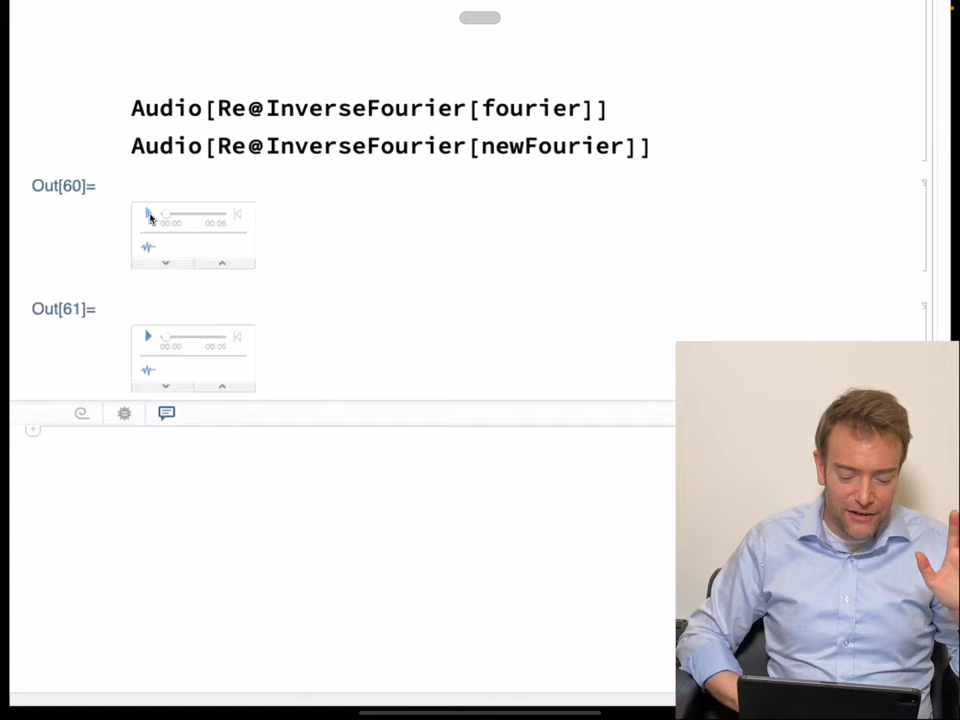 Audio[Re@InverseFourier[fourier]]
Audio[Re@InverseFourier[newFourier]]
Out[60]=
00:00 00:05
Out[61]=
00:00 00:05